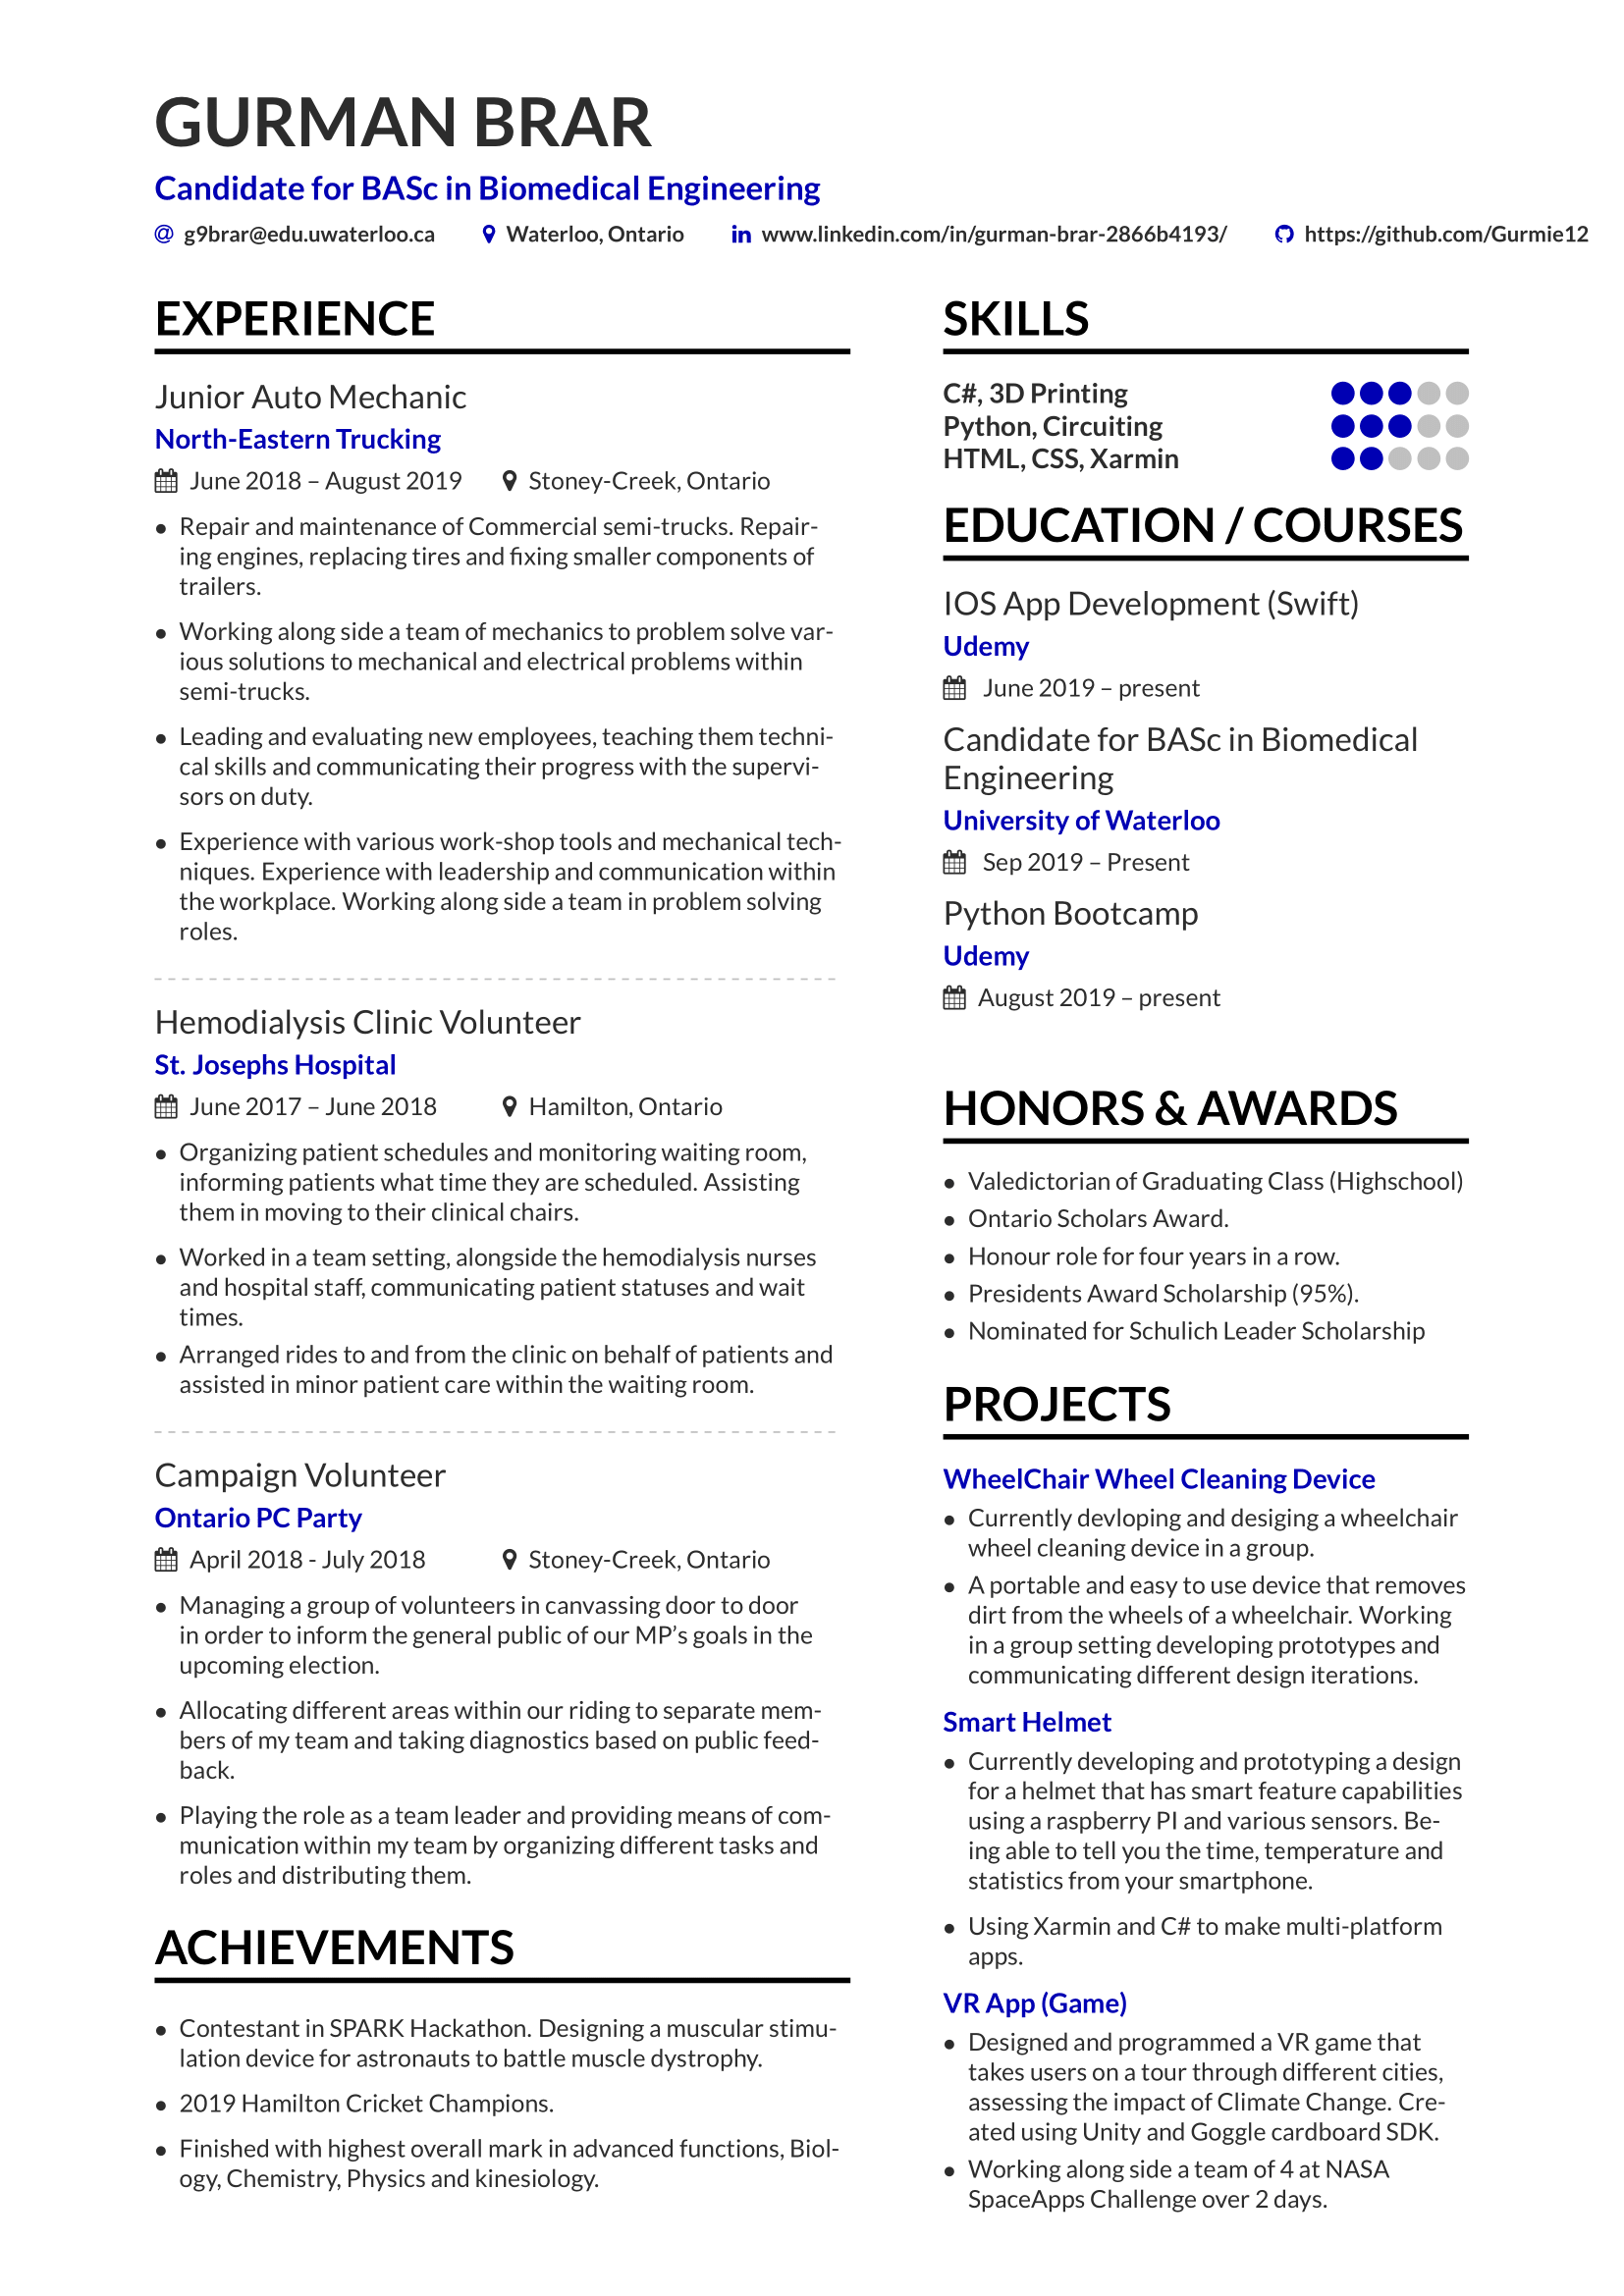 GURMAN BRAR
Candidate for BASc in Biomedical Engineering
g9brar@edu.uwaterloo.ca Waterloo, Ontario www.linkedin.com/in/gurman-brar-2866b4193/ https://github.com/Gurmie12
EXPERIENCE
Junior Auto Mechanic
North-Eastern Trucking
June 2018 – August 2019 Stoney-Creek, Ontario
• Repair and maintenance of Commercial semi-trucks. Repair-
ing engines, replacing tires and fixing smaller components of
trailers.
• Working along side a team of mechanics to problem solve var-
ious solutions to mechanical and electrical problems within
semi-trucks.
• Leading and evaluating new employees, teaching them techni-
cal skills and communicating their progress with the supervi-
sors on duty.
• Experience with various work-shop tools and mechanical tech-
niques. Experience with leadership and communication within
the workplace. Working along side a team in problem solving
roles.
Hemodialysis Clinic Volunteer
St. Josephs Hospital
June 2017 – June 2018 Hamilton, Ontario
• Organizing patient schedules and monitoring waiting room,
informing patients what time they are scheduled. Assisting
them in moving to their clinical chairs.
• Worked in a team setting, alongside the hemodialysis nurses
and hospital staff, communicating patient statuses and wait
times.
• Arranged rides to and from the clinic on behalf of patients and
assisted in minor patient care within the waiting room.
Campaign Volunteer
Ontario PC Party
April 2018 - July 2018 Stoney-Creek, Ontario
• Managing a group of volunteers in canvassing door to door
in order to inform the general public of our MP’s goals in the
upcoming election.
• Allocating different areas within our riding to separate mem-
bers of my team and taking diagnostics based on public feed-
back.
• Playing the role as a team leader and providing means of com-
munication within my team by organizing different tasks and
roles and distributing them.
ACHIEVEMENTS
• Contestant in SPARK Hackathon. Designing a muscular stimu-
lation device for astronauts to battle muscle dystrophy.
• 2019 Hamilton Cricket Champions.
• Finished with highest overall mark in advanced functions, Biol-
ogy, Chemistry, Physics and kinesiology.
SKILLS
C#, 3D Printing
Python, Circuiting
HTML, CSS, Xarmin
EDUCATION / COURSES
IOS App Development (Swift)
Udemy
June 2019 – present
Candidate for BASc in Biomedical
Engineering
University of Waterloo
Sep 2019 – Present
Python Bootcamp
Udemy
August 2019 – present
HONORS & AWARDS
• Valedictorian of Graduating Class (Highschool)
• Ontario Scholars Award.
• Honour role for four years in a row.
• Presidents Award Scholarship (95%).
• Nominated for Schulich Leader Scholarship
PROJECTS
WheelChair Wheel Cleaning Device
• Currently devloping and desiging a wheelchair
wheel cleaning device in a group.
• A portable and easy to use device that removes
dirt from the wheels of a wheelchair. Working
in a group setting developing prototypes and
communicating different design iterations.
Smart Helmet
• Currently developing and prototyping a design
for a helmet that has smart feature capabilities
using a raspberry PI and various sensors. Be-
ing able to tell you the time, temperature and
statistics from your smartphone.
• Using Xarmin and C# to make multi-platform
apps.
VR App (Game)
• Designed and programmed a VR game that
takes users on a tour through different cities,
assessing the impact of Climate Change. Cre-
ated using Unity and Goggle cardboard SDK.
• Working along side a team of 4 at NASA
SpaceApps Challenge over 2 days.